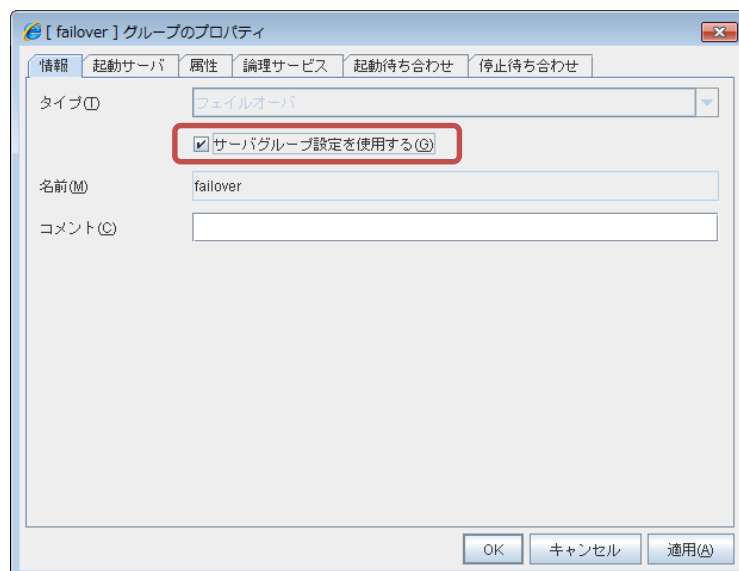 [ failover ] グループのプロパティ
情報 起動サーバ 属性 論理サービス 起動待ち合わせ 停止待ち合わせ
タイプ(T) フェイルオーバ
サーバグループ設定を使用する(G)
名前(M) failover
コメント(C)
OK キャンセル 適用(A)